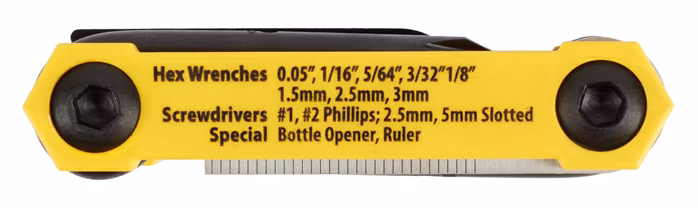 Hex Wrenches 0.05", 1/16", 5/64", 3/32"1/8"
1.5mm, 2.5mm, 3mm
Screwdrivers #1, #2 Phillips; 2.5mm, 5mm Slotted
Special Bottle Opener, Ruler